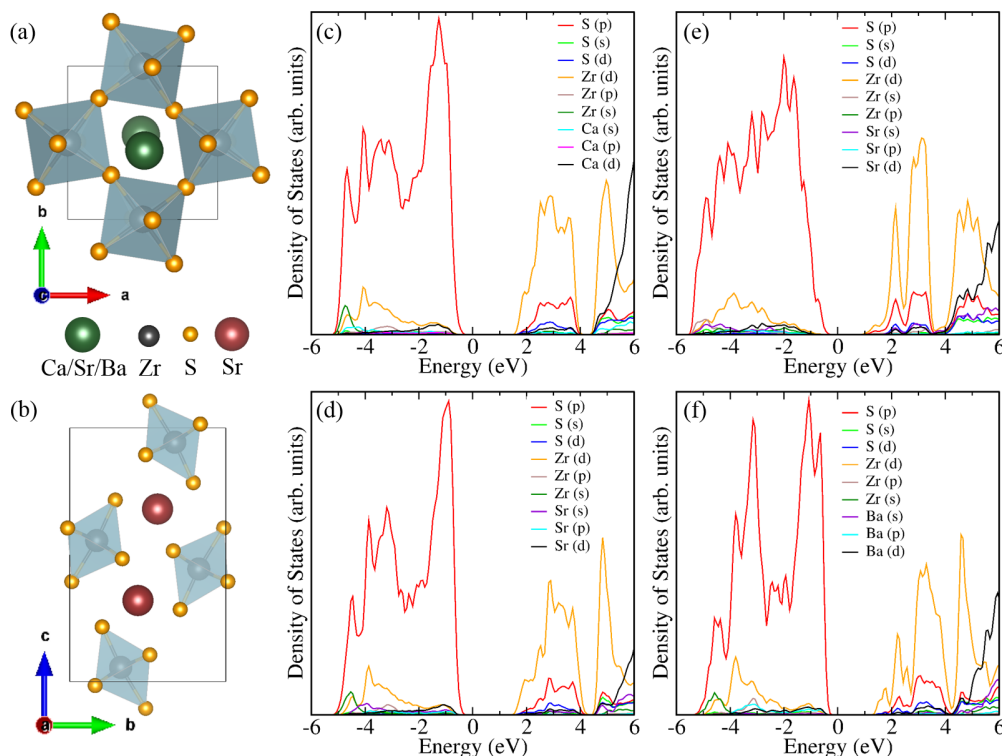 (a)
b
c
a
Ca/Sr/Ba Zr S Sr
(b)
c
a
b
(c)
Density of States (arb. units)
S (p)
S (s)
S (d)
Zr (d)
Zr (p)
Zr (s)
Ca (s)
Ca (p)
Ca (d)
-6 -4 -2 0 2 4 6
Energy (eV)
(e)
Density of States (arb. units)
S (p)
S (s)
S (d)
Zr (d)
Zr (s)
Zr (p)
Sr (s)
Sr (p)
Sr (d)
-6 -4 -2 0 2 4 6
Energy (eV)
(d)
Density of States (arb. units)
S (p)
S (s)
S (d)
Zr (d)
Zr (p)
Zr (s)
Sr (s)
Sr (p)
Sr (d)
-6 -4 -2 0 2 4 6
Energy (eV)
(f)
Density of States (arb. units)
S (p)
S (s)
S (d)
Zr (d)
Zr (p)
Zr (s)
Ba (s)
Ba (p)
Ba (d)
-6 -4 -2 0 2 4 6
Energy (eV)